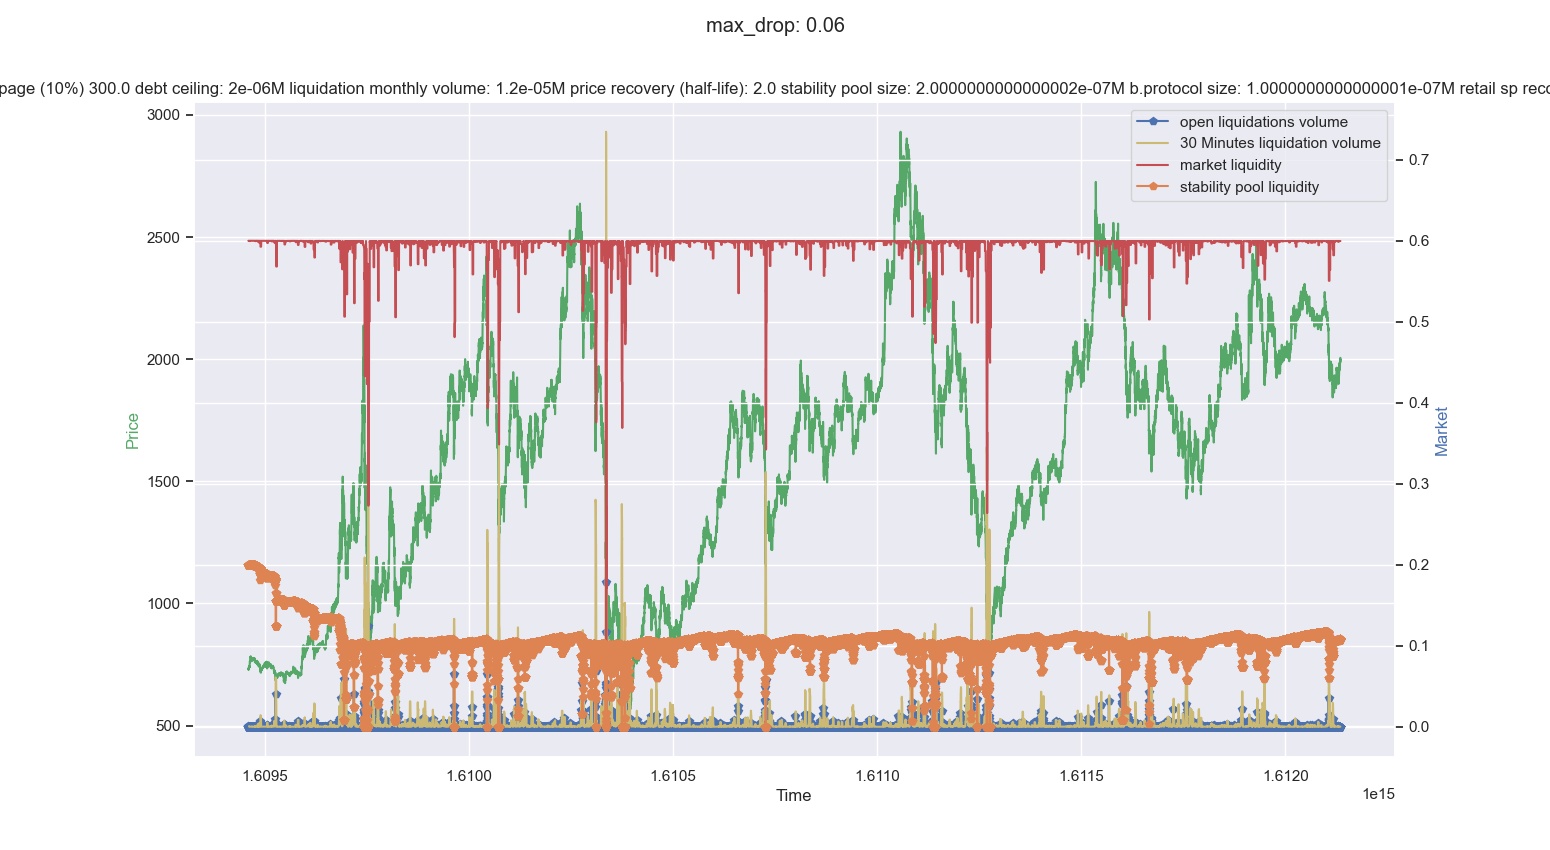 max_drop: 0.06
page (10%) 300.0 debt ceiling: 2e-06M liquidation monthly volume: 1.2e-05M price recovery (half-life): 2.0 stability pool size: 2.0000000000000002e-07M b.protocol size: 1.0000000000000001e-07M retail sp reco
3000
2500
2000
1500
1000
500
Price
open liquidations volume
30 Minutes liquidation volume
market liquidity
stability pool liquidity
0.7
0.6
0.5
0.4
0.3
0.2
0.1
0.0
Market
1.6095 1.6100 1.6105 1.6110 1.6115 1.6120
Time
1e15